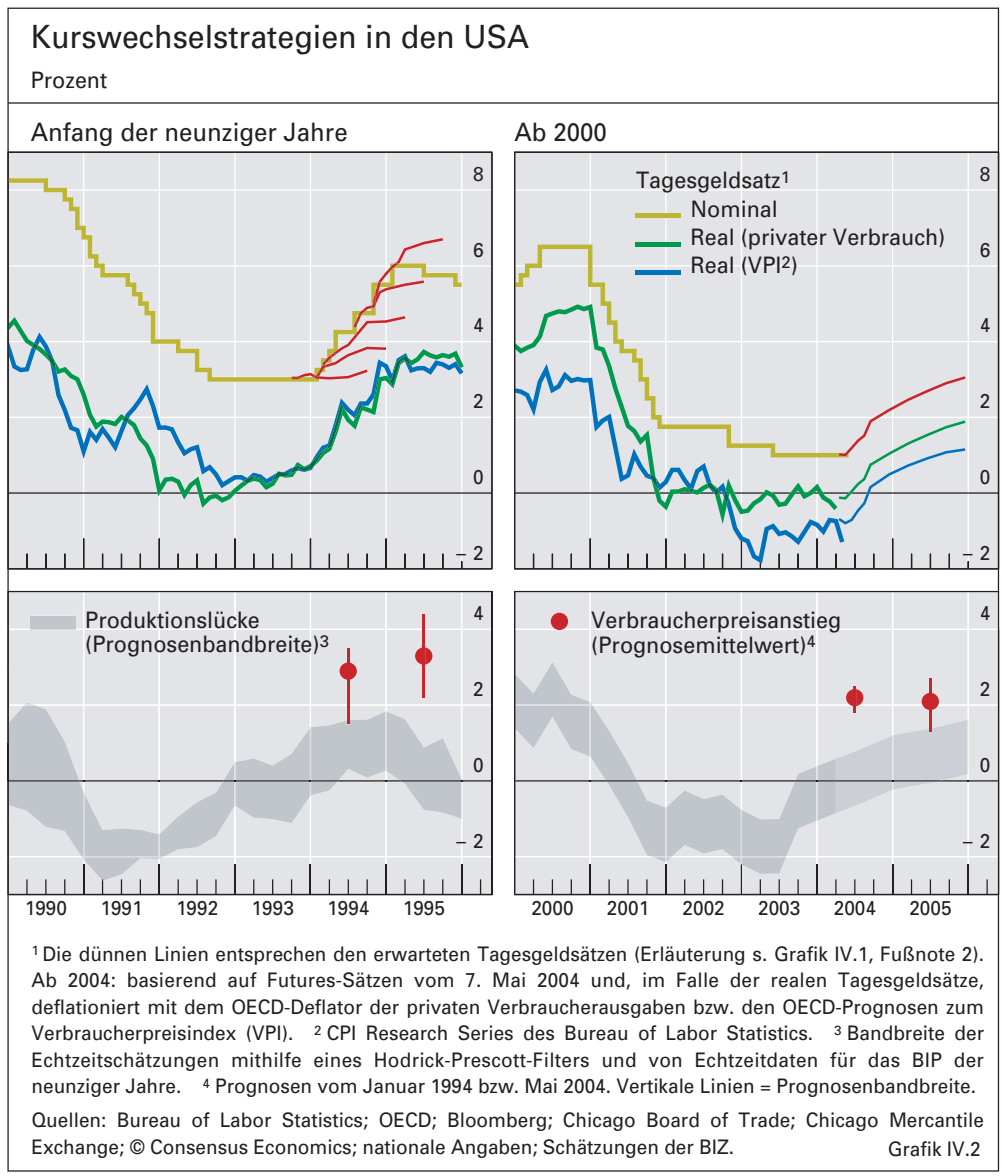 Kurswechselstrategien in den USA
Prozent
Anfang der neunziger Jahre
Ab 2000
8
6
4
2
0
– 2
Tagesgeldsatz¹
Nominal
Real (privater Verbrauch)
Real (VPI²)
8
6
4
2
0
– 2
Produktionslücke
(Prognosenbandbreite)³
4
2
0
– 2
Verbraucherpreisanstieg
(Prognosemittelwert)⁴
4
2
0
– 2
1990 1991 1992 1993 1994 1995
2000 2001 2002 2003 2004 2005
¹ Die dünnen Linien entsprechen den erwarteten Tagesgeldsätzen (Erläuterung s. Grafik IV.1, Fußnote 2).
Ab 2004: basierend auf Futures-Sätzen vom 7. Mai 2004 und, im Falle der realen Tagesgeldsätze,
deflationiert mit dem OECD-Deflator der privaten Verbraucherausgaben bzw. den OECD-Prognosen zum
Verbraucherpreisindex (VPI). ² CPI Research Series des Bureau of Labor Statistics. ³ Bandbreite der
Echtzeitschätzungen mithilfe eines Hodrick-Prescott-Filters und von Echtzeitdaten für das BIP der
neunziger Jahre. ⁴ Prognosen vom Januar 1994 bzw. Mai 2004. Vertikale Linien = Prognosenbandbreite.
Quellen: Bureau of Labor Statistics; OECD; Bloomberg; Chicago Board of Trade; Chicago Mercantile
Exchange; © Consensus Economics; nationale Angaben; Schätzungen der BIZ. Grafik IV.2